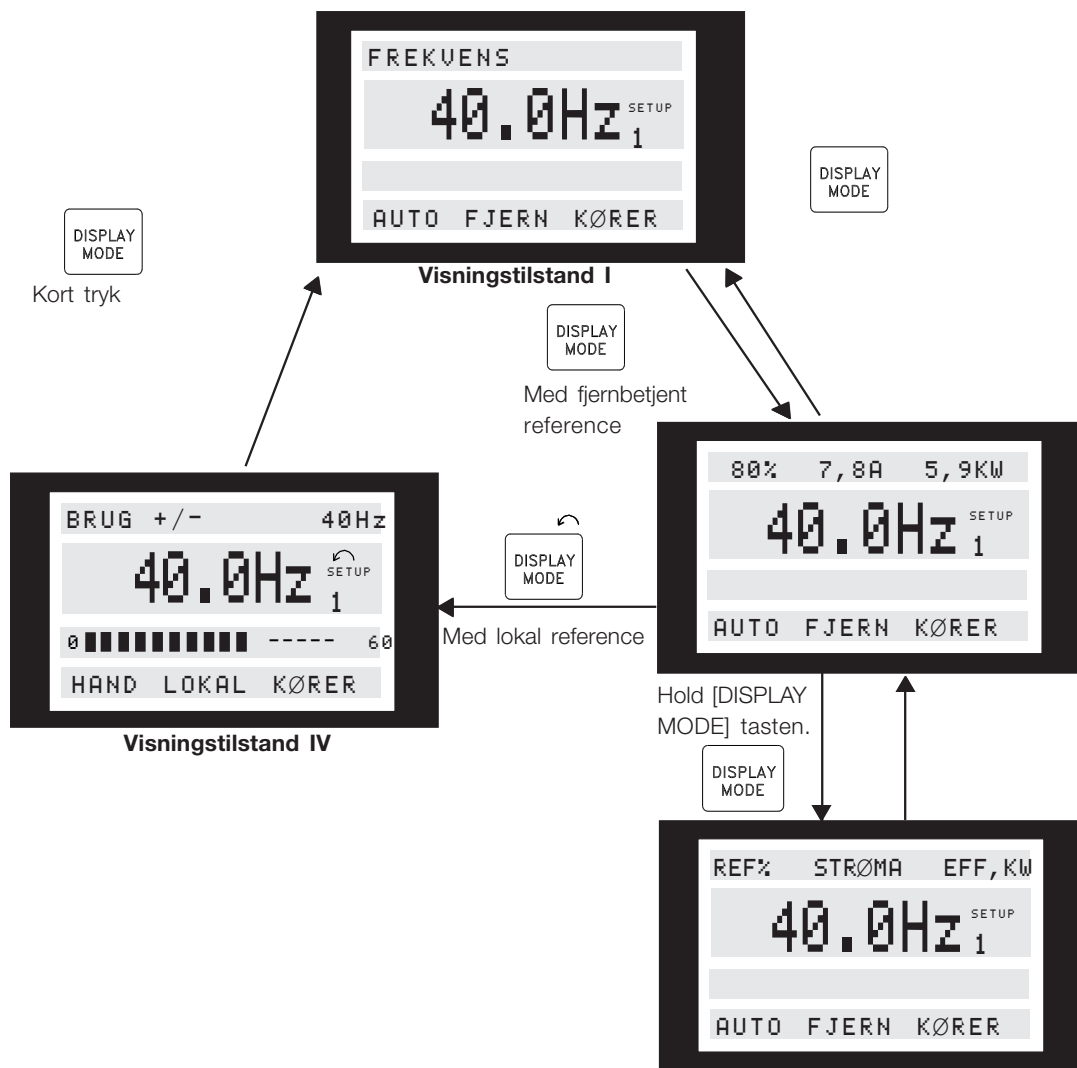 FREKVENS
40.0Hz SETUP
1
AUTO FJERN KØRER
Visningstilstand I
DISPLAY
MODE
Kort tryk
DISPLAY
MODE
DISPLAY
MODE
Med fjernbetjent
reference
80% 7,8A 5,9KW
40.0Hz SETUP
1
AUTO FJERN KØRER
DISPLAY
MODE
Med lokal reference
BRUG +/- 40Hz
40.0Hz SETUP
1
0 ----- 60
HAND LOKAL KØRER
Visningstilstand IV
Hold [DISPLAY
MODE] tasten.
DISPLAY
MODE
REF% STRØMA EFF,KW
40.0Hz SETUP
1
AUTO FJERN KØRER